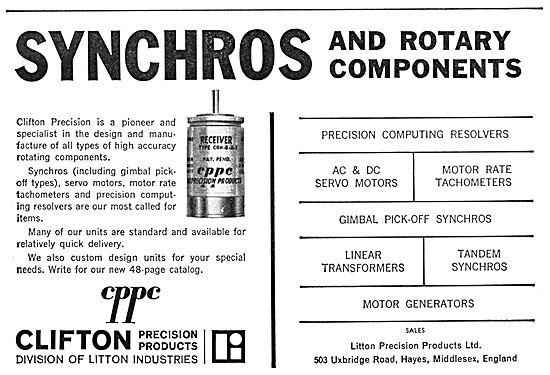 SYNCHROS AND ROTARY COMPONENTS
Clifton Precision is a pioneer and
specialist in the design and manu-
facture of all types of high accuracy
rotating components.
Synchros (including gimbal pick-
off types), servo motors, motor rate
tachometers and precision comput-
ing resolvers are our most called for
items.
Many of our units are standard and available for
relatively quick delivery.
We also custom design units for your special
needs. Write for our new 48-page catalog.
RECEIVER
PAT. PEND.
cppc
PRECISION PRODUCTS
cppc
CLIFTON PRECISION PRODUCTS
DIVISION OF LITTON INDUSTRIES
PRECISION COMPUTING RESOLVERS
AC & DC
SERVO MOTORS
MOTOR RATE
TACHOMETERS
GIMBAL PICK-OFF SYNCHROS
LINEAR
TRANSFORMERS
TANDEM
SYNCHROS
MOTOR GENERATORS
SALES
Litton Precision Products Ltd.
503 Uxbridge Road, Hayes, Middlesex, England